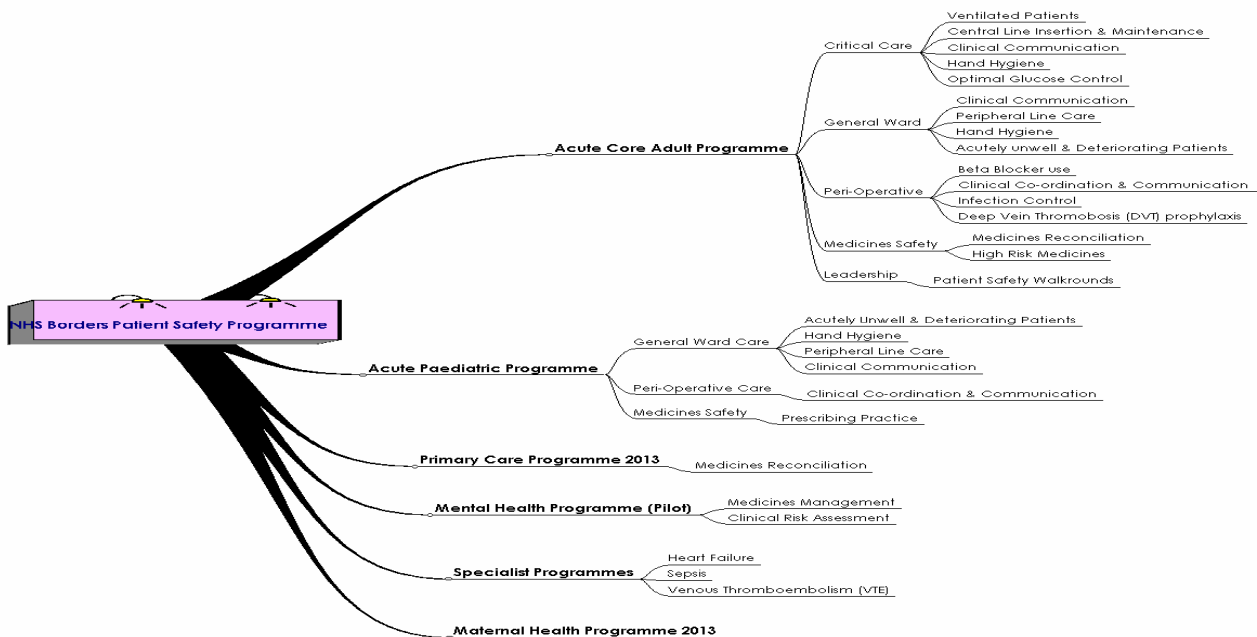 Ventilated Patients
Central Line Insertion & Maintenance
Critical Care
Clinical Communication
Hand Hygiene
Optimal Glucose Control
Clinical Communication
Peripheral Line Care
General Ward
Hand Hygiene
Acutely unwell & Deteriorating Patients
Acute Core Adult Programme
Beta Blocker use
Clinical Co-ordination & Communication
Peri-Operative
Infection Control
Deep Vein Thromobosis (DVT) prophylaxis
Medicines Reconciliation
Medicines Safety
High Risk Medicines
Leadership
Patient Safety Walkrounds
NHS Borders Patient Safety Programme
Acutely Unwell & Deteriorating Patients
Hand Hygiene
General Ward Care
Peripheral Line Care
Clinical Communication
Acute Paediatric Programme
Peri-Operative Care
Clinical Co-ordination & Communication
Medicines Safety
Prescribing Practice
Primary Care Programme 2013
Medicines Reconciliation
Mental Health Programme (Pilot)
Medicines Management
Clinical Risk Assessment
Heart Failure
Specialist Programmes
Sepsis
Venous Thromboembolism (VTE)
Maternal Health Programme 2013